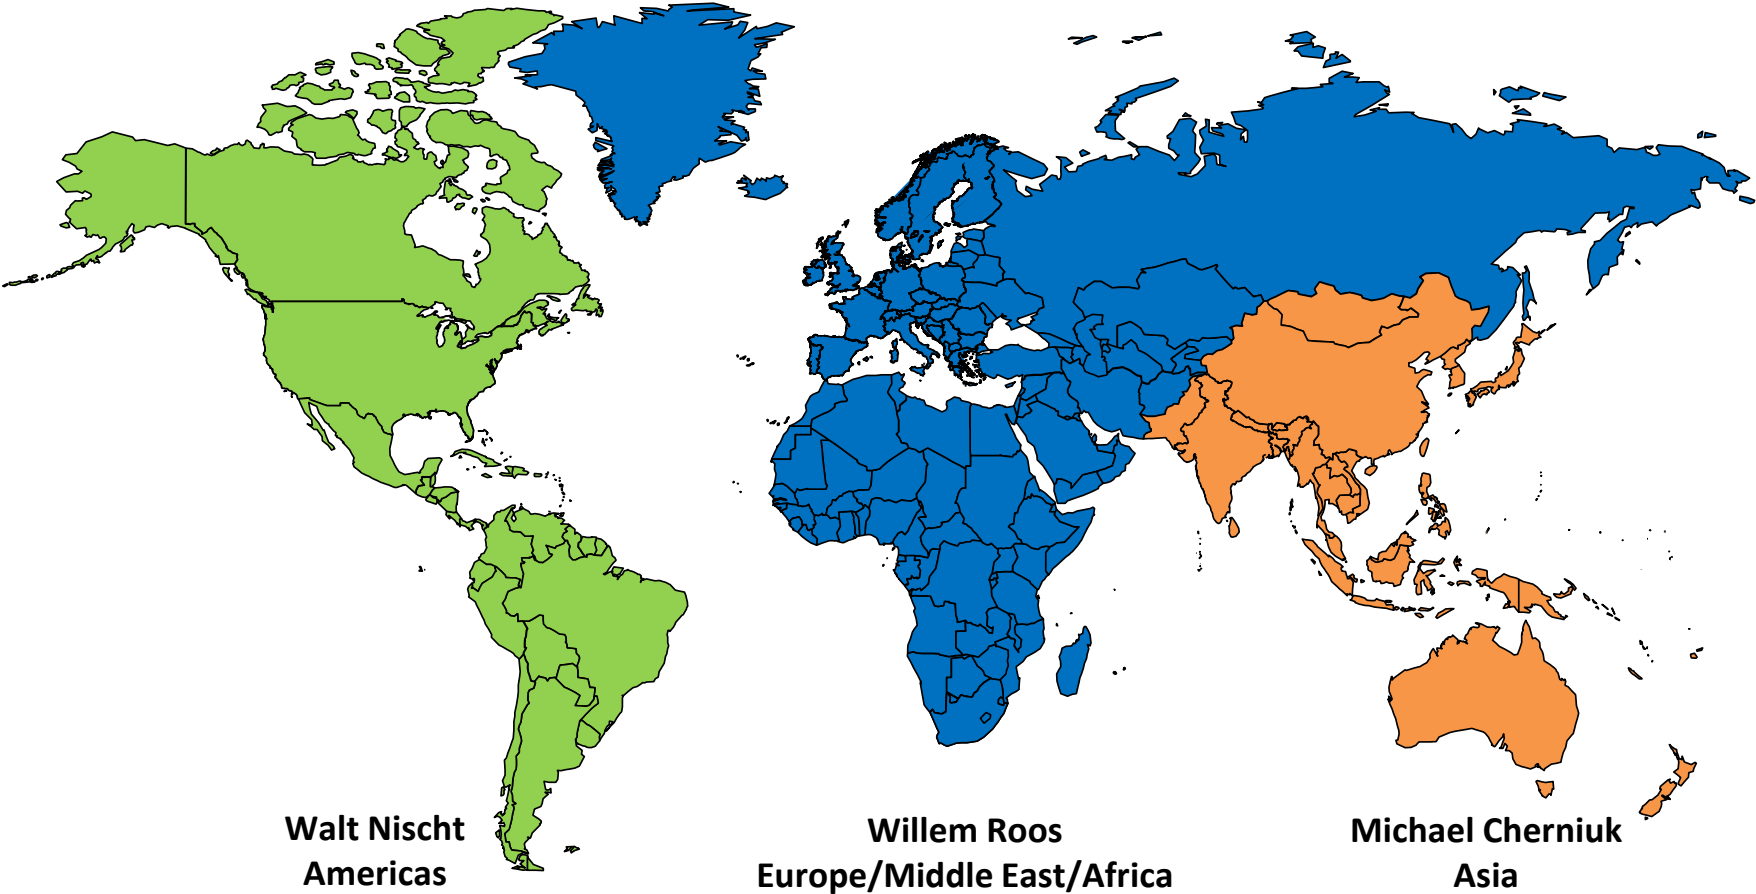 Walt Nischt
Americas
Willem Roos
Europe/Middle East/Africa
Michael Cherniuk
Asia